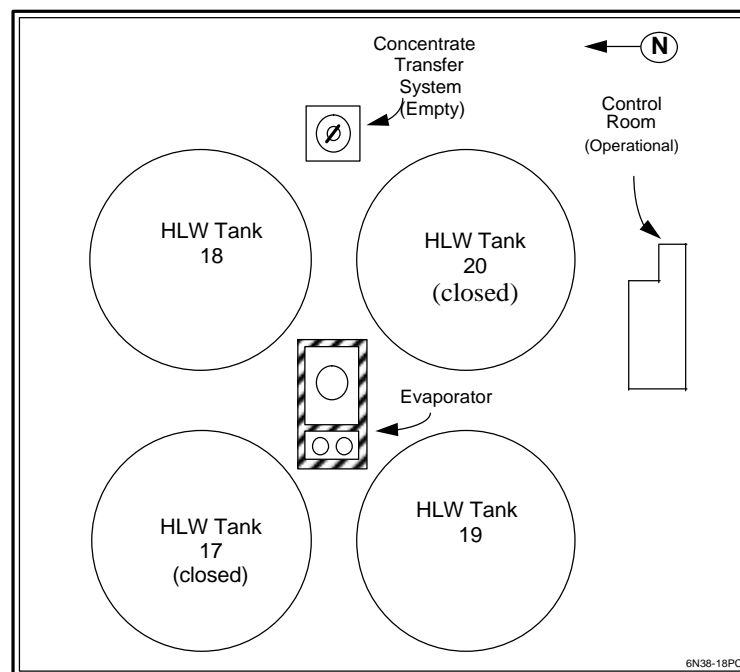 Concentrate
Transfer
System
(Empty)
N
Control
Room
(Operational)
HLW Tank
18
HLW Tank
20
(closed)
Evaporator
HLW Tank
17
(closed)
HLW Tank
19
6N38-18PC